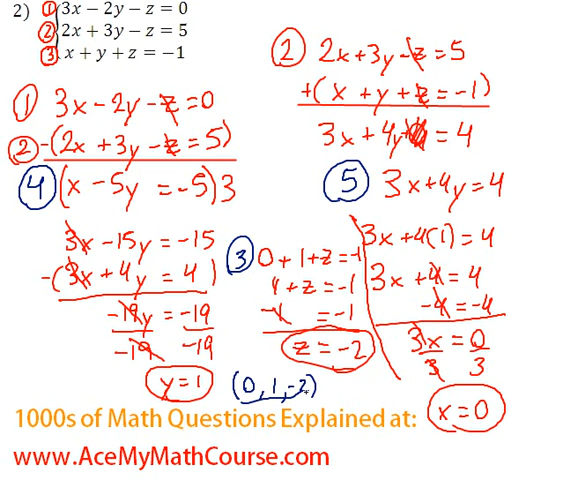 2) ① 3x − 2y − z = 0
② 2x + 3y − z = 5
③ x + y + z = −1
① 3x − 2y − z = 0
② −(2x + 3y − z = 5)
④ (x − 5y = −5)3
② 2x + 3y − z = 5
+(x + y + z = −1)
3x + 4y = 4
⑤ 3x + 4y = 4
3x − 15y = −15
−(3x + 4y = 4)
−19y = −19
−19 −19
y = 1
③ 0 + 1 + z = −1
1 + z = −1
−1 = −1
z = −2
(0, 1, −2)
3x + 4(1) = 4
3x + 4 = 4
−4 = −4
3x = 0
3 3
x = 0
1000s of Math Questions Explained at:
www.AceMyMathCourse.com